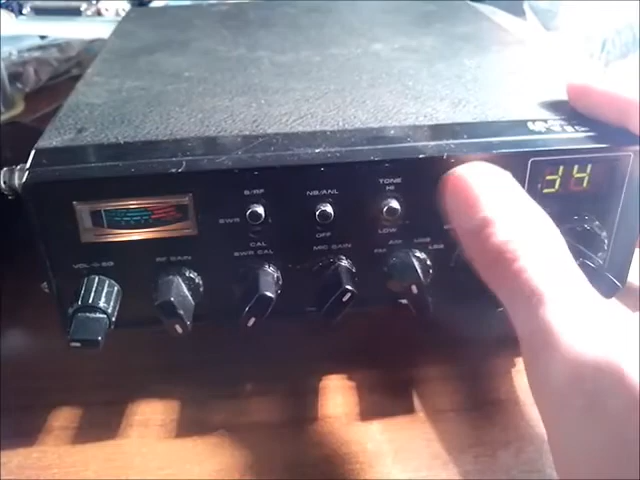 S/RF
NB/ANL
TONE
HI
SWR
OFF
LOW
CAL
VOL-SQ
RF GAIN
SWR CAL
MIC GAIN
FM
AM
USB
LSB
34